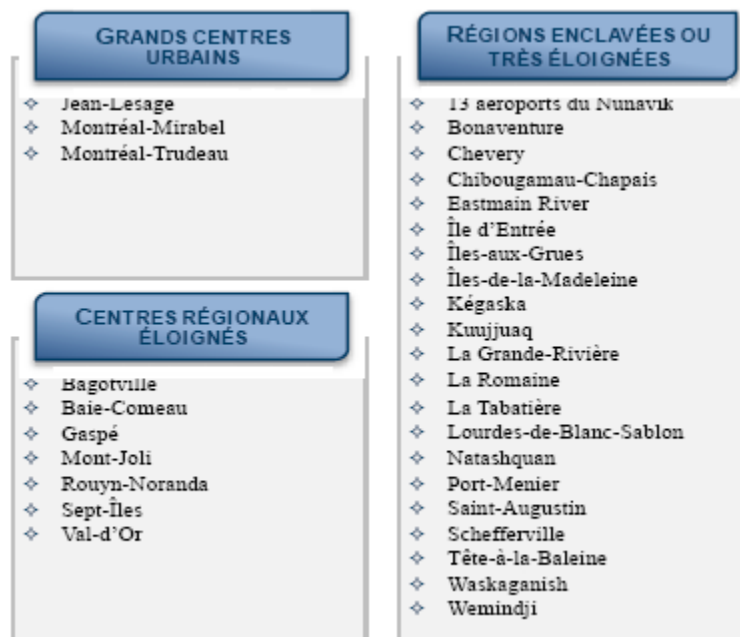 GRANDS CENTRES
URBAINS
Jean-Lesage
Montréal-Mirabel
Montréal-Trudeau
CENTRES RÉGIONAUX
ÉLOIGNÉS
Bagotville
Baie-Comeau
Gaspé
Mont-Joli
Rouyn-Noranda
Sept-Îles
Val-d'Or
RÉGIONS ENCLAVÉES OU
TRÈS ÉLOIGNÉES
13 aéroports du Nunavik
Bonaventure
Chevery
Chibougamau-Chapais
Eastmain River
Île d'Entrée
Îles-aux-Grues
Îles-de-la-Madeleine
Kégaska
Kuujjuaq
La Grande-Rivière
La Romaine
La Tabatière
Lourdes-de-Blanc-Sablon
Natashquan
Port-Menier
Saint-Augustin
Schefferville
Tête-à-la-Baleine
Waskaganish
Wemindji